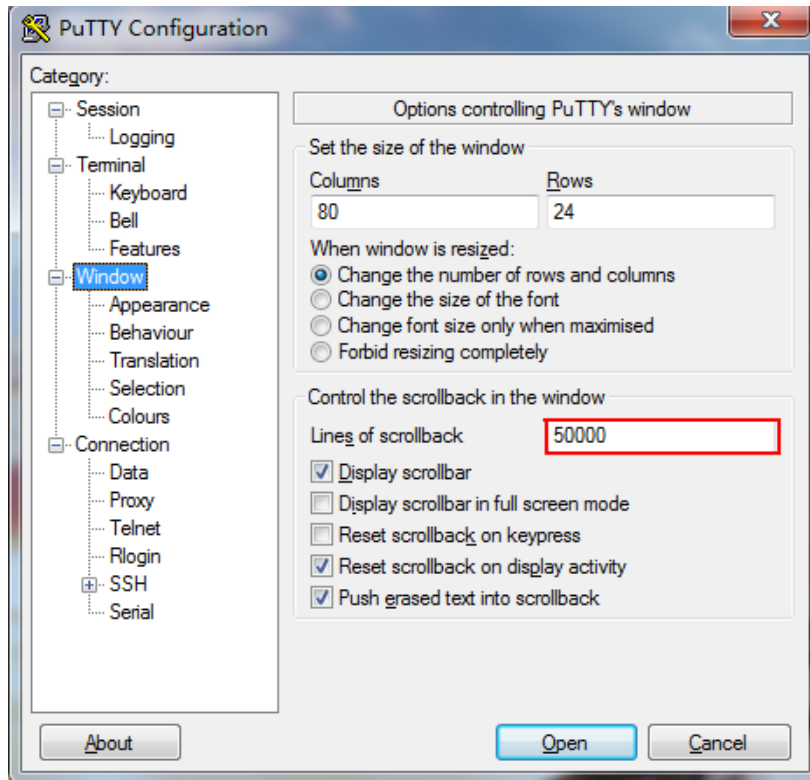 PuTTY Configuration
Category:
Session
Logging
Terminal
Keyboard
Bell
Features
Window
Appearance
Behaviour
Translation
Selection
Colours
Connection
Data
Proxy
Telnet
Rlogin
SSH
Serial
Options controlling PuTTY's window
Set the size of the window
Columns Rows
80 24
When window is resized:
Change the number of rows and columns
Change the size of the font
Change font size only when maximised
Forbid resizing completely
Control the scrollback in the window
Lines of scrollback 50000
Display scrollbar
Display scrollbar in full screen mode
Reset scrollback on keypress
Reset scrollback on display activity
Push erased text into scrollback
About Open Cancel